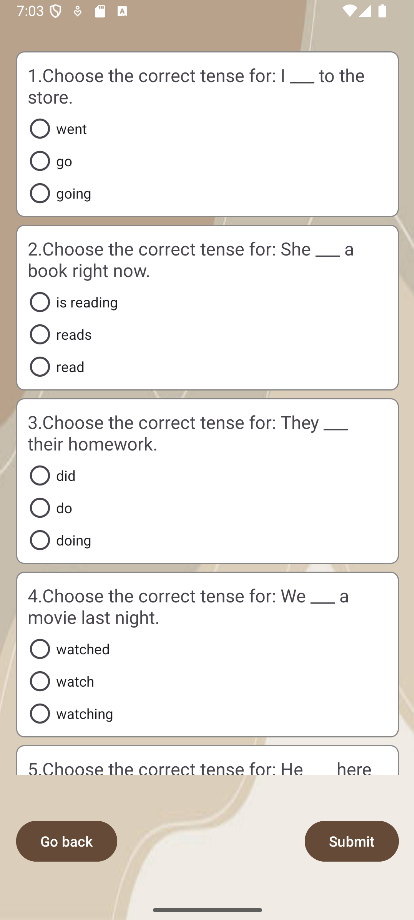 7:03
1.Choose the correct tense for: I ___ to the
store.
went
go
going
2.Choose the correct tense for: She ___ a
book right now.
is reading
reads
read
3.Choose the correct tense for: They ___
their homework.
did
do
doing
4.Choose the correct tense for: We ___ a
movie last night.
watched
watch
watching
5.Choose the correct tense for: He here
Go back
Submit